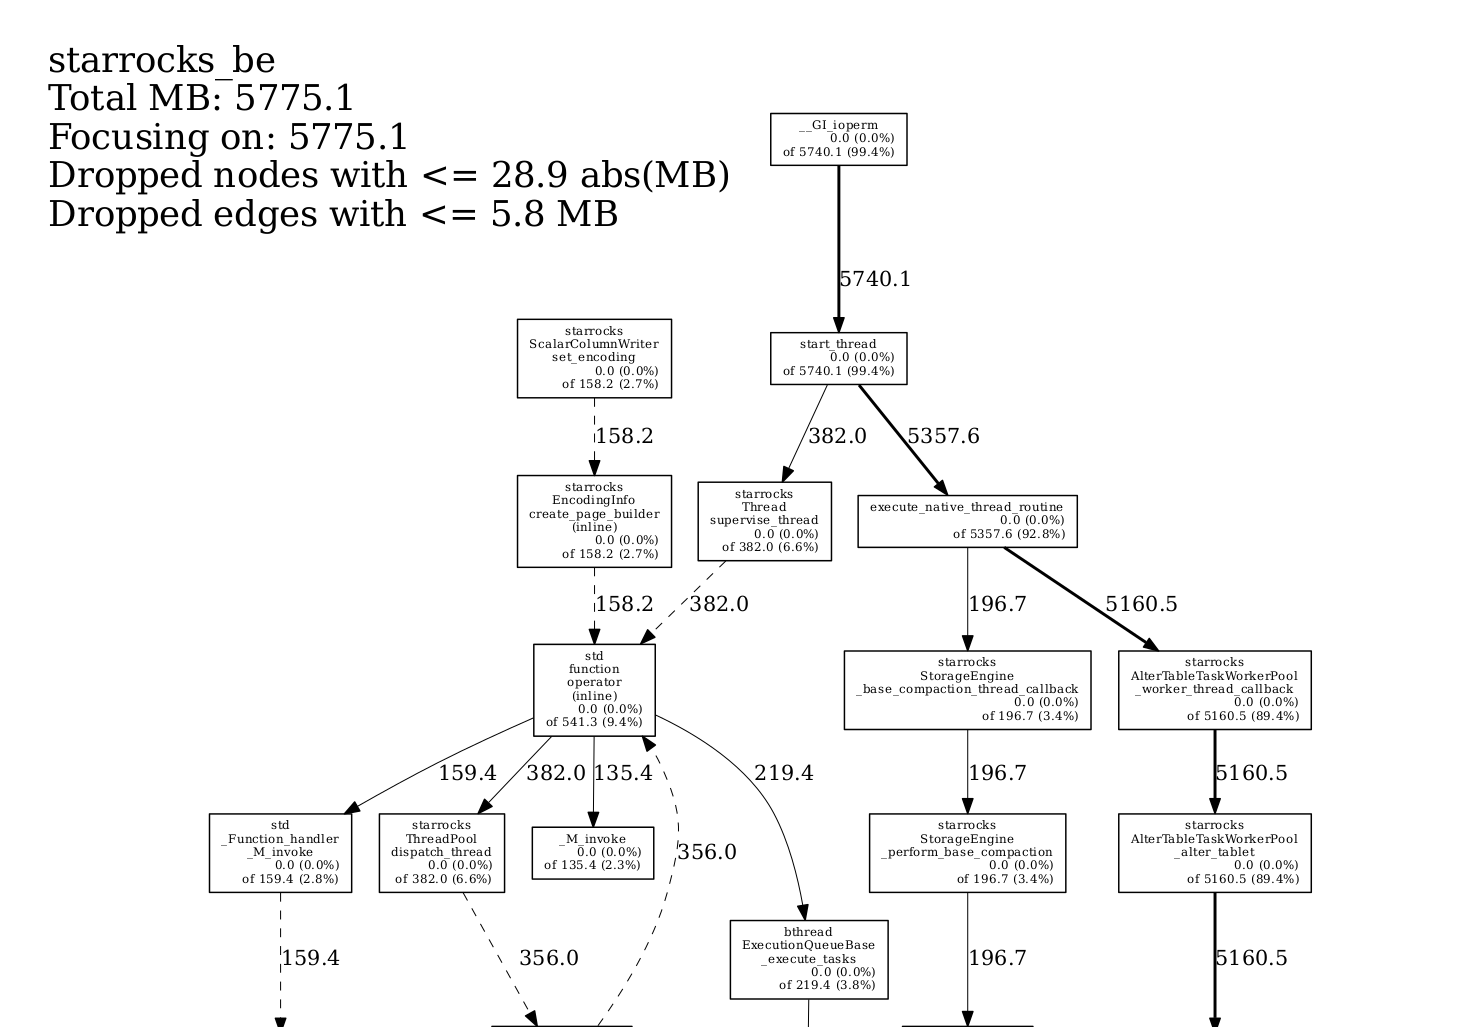 starrocks_be
Total MB: 5775.1
Focusing on: 5775.1
Dropped nodes with <= 28.9 abs(MB)
Dropped edges with <= 5.8 MB
__GI_ioperm
0.0 (0.0%)
of 5740.1 (99.4%)
5740.1
start_thread
0.0 (0.0%)
of 5740.1 (99.4%)
starrocks
ScalarColumnWriter
set_encoding
0.0 (0.0%)
of 158.2 (2.7%)
158.2
382.0
5357.6
starrocks
EncodingInfo
create_page_builder
(inline)
0.0 (0.0%)
of 158.2 (2.7%)
starrocks
Thread
supervise_thread
0.0 (0.0%)
of 382.0 (6.6%)
execute_native_thread_routine
0.0 (0.0%)
of 5357.6 (92.8%)
158.2
382.0
196.7
5160.5
std
function
operator
(inline)
0.0 (0.0%)
of 541.3 (9.4%)
starrocks
StorageEngine
_base_compaction_thread_callback
0.0 (0.0%)
of 196.7 (3.4%)
starrocks
AlterTableTaskWorkerPool
_worker_thread_callback
0.0 (0.0%)
of 5160.5 (89.4%)
159.4
382.0
135.4
219.4
196.7
5160.5
std
_Function_handler
_M_invoke
0.0 (0.0%)
of 159.4 (2.8%)
starrocks
ThreadPool
dispatch_thread
0.0 (0.0%)
of 382.0 (6.6%)
_M_invoke
0.0 (0.0%)
of 135.4 (2.3%)
356.0
starrocks
StorageEngine
_perform_base_compaction
0.0 (0.0%)
of 196.7 (3.4%)
starrocks
AlterTableTaskWorkerPool
_alter_tablet
0.0 (0.0%)
of 5160.5 (89.4%)
bthread
ExecutionQueueBase
_execute_tasks
0.0 (0.0%)
of 219.4 (3.8%)
159.4
356.0
196.7
5160.5